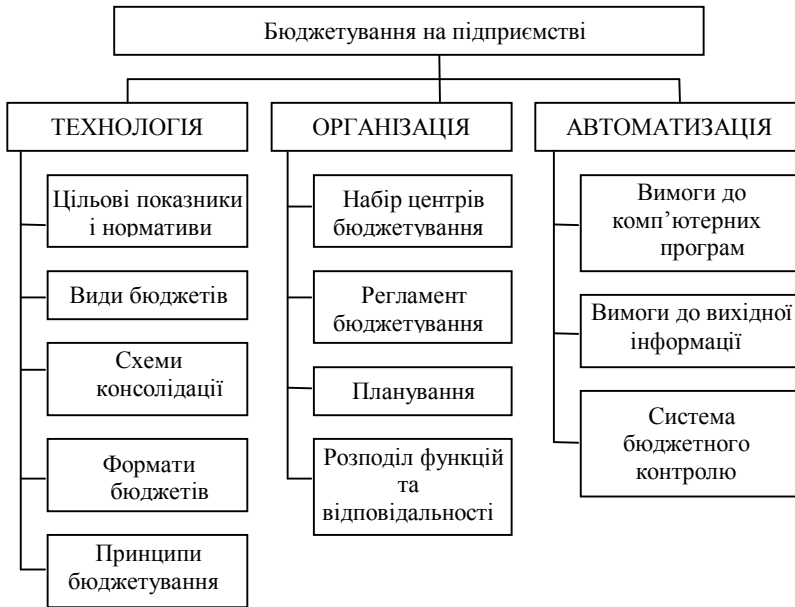 Бюджетування на підприємстві
ТЕХНОЛОГІЯ
Цільові показники
і нормативи
Види бюджетів
Схеми
консолідації
Формати
бюджетів
Принципи
бюджетування
ОРГАНІЗАЦІЯ
Набір центрів
бюджетування
Регламент
бюджетування
Планування
Розподіл функцій
та
відповідальності
АВТОМАТИЗАЦІЯ
Вимоги до
комп’ютерних
програм
Вимоги до вихідної
інформації
Система
бюджетного
контролю